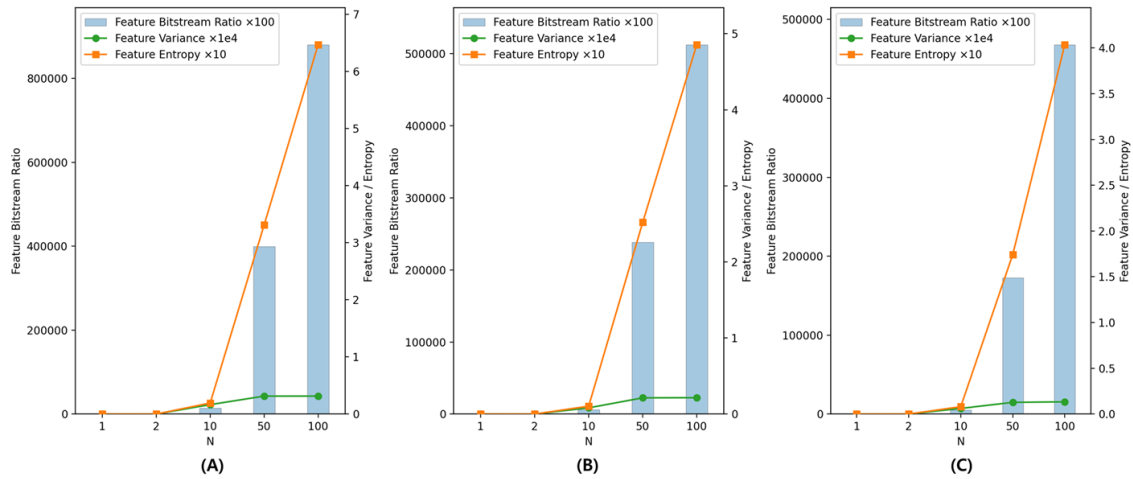 Feature Bitstream Ratio ×100
Feature Variance ×1e4
Feature Entropy ×10
800000
600000
400000
200000
0
7
6
5
4
3
2
1
0
Feature Bitstream Ratio
Feature Variance / Entropy
1 2 10 50 100
N
(A)
Feature Bitstream Ratio ×100
Feature Variance ×1e4
Feature Entropy ×10
500000
400000
300000
200000
100000
0
5
4
3
2
1
0
Feature Bitstream Ratio
Feature Variance / Entropy
1 2 10 50 100
N
(B)
Feature Bitstream Ratio ×100
Feature Variance ×1e4
Feature Entropy ×10
500000
400000
300000
200000
100000
0
4.0
3.5
3.0
2.5
2.0
1.5
1.0
0.5
0.0
Feature Bitstream Ratio
Feature Variance / Entropy
1 2 10 50 100
N
(C)